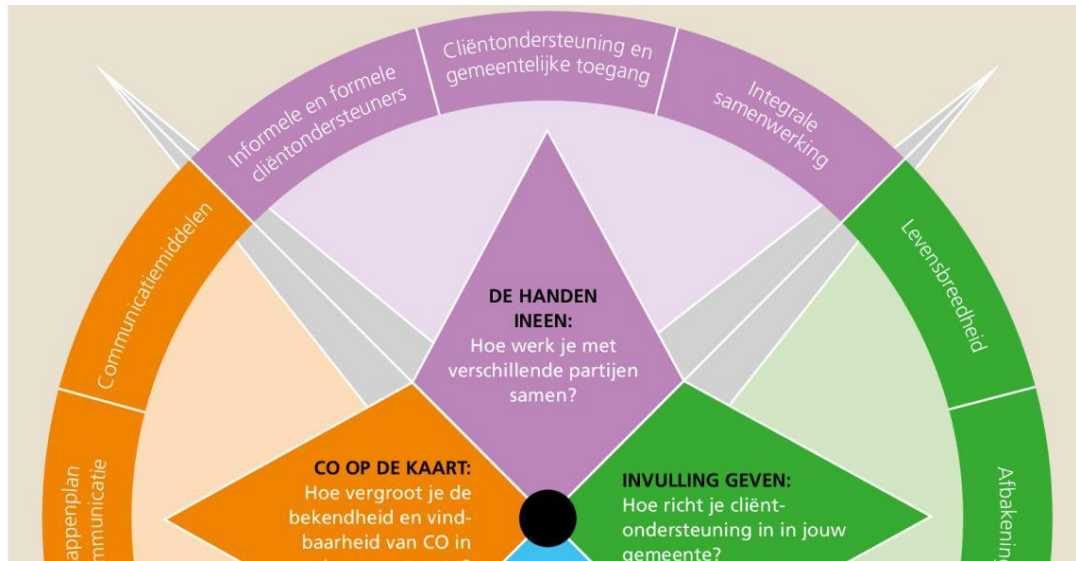 Informele en formele
cliëntondersteuners
Cliëntondersteuning en
gemeentelijke toegang
Integrale
samenwerking
Communicatiemiddelen
Levensbreedheid
DE HANDEN
INEEN:
Hoe werk je met
verschillende partijen
samen?
CO OP DE KAART:
Hoe vergroot je de
bekendheid en vind-
baarheid van CO in
INVULLING GEVEN:
Hoe richt je cliënt-
ondersteuning in in jouw
gemeente?
Afbakening